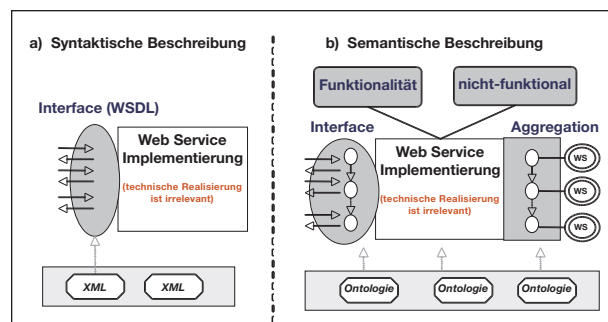 a) Syntaktische Beschreibung
Interface (WSDL)
Web Service
Implementierung
(technische Realisierung
ist irrelevant)
XML
XML
b) Semantische Beschreibung
Funktionalität
nicht-funktional
Interface
Web Service
Implementierung
(technische Realisierung
ist irrelevant)
Aggregation
WS
WS
WS
Ontologie
Ontologie
Ontologie